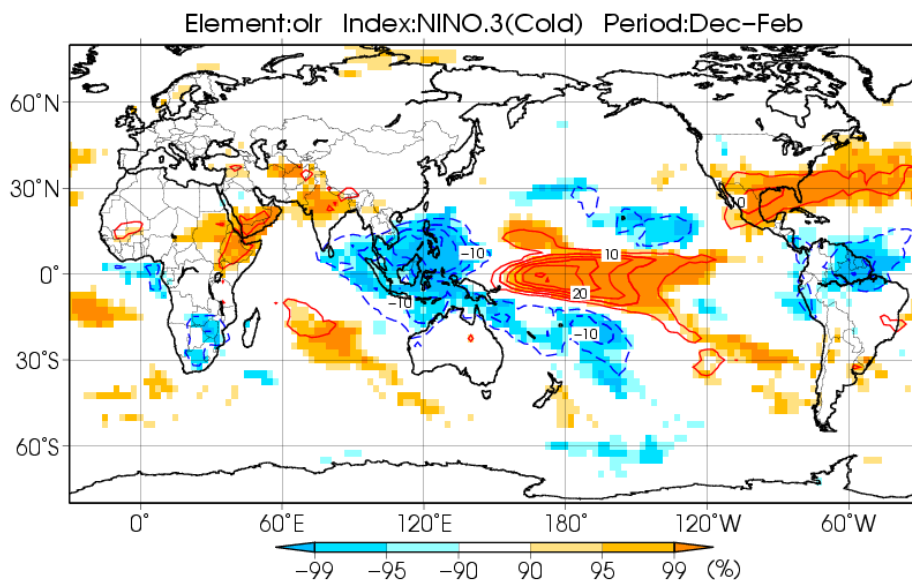 Element:olr Index:NINO.3(Cold) Period:Dec-Feb
60°N
30°N
0°
30°S
60°S
10
-10
10
20
-10
-10
0° 60°E 120°E 180° 120°W 60°W
-99 -95 -90 90 95 99 (%)